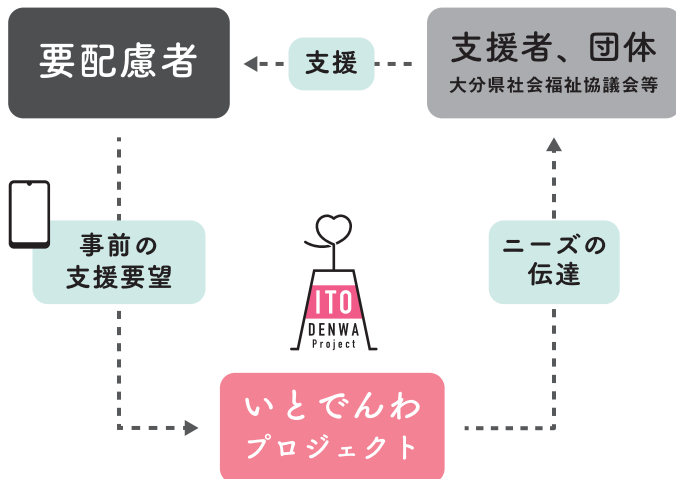 要配慮者
支援
支援者、団体
大分県社会福祉協議会等
事前の
支援要望
ITO
DENWA
Project
ニーズの
伝達
いとでんわ
プロジェクト